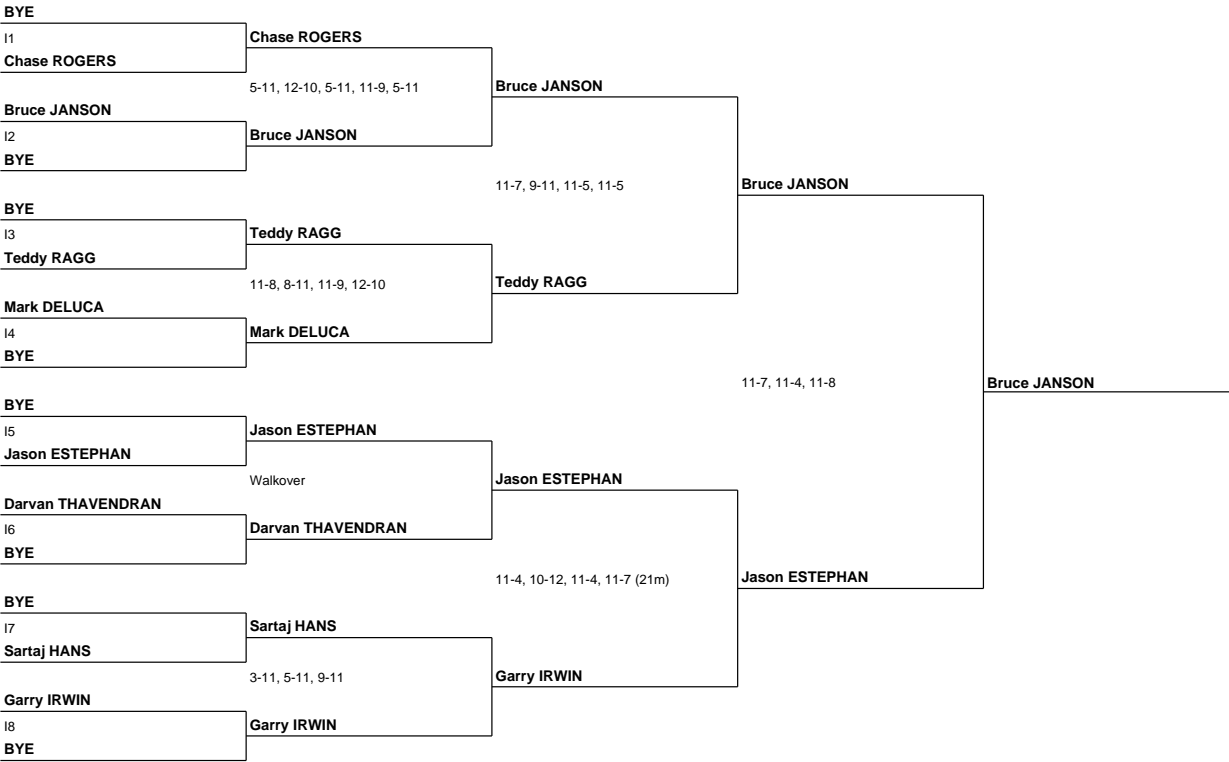 BYE
I1
Chase ROGERS
Chase ROGERS
5-11, 12-10, 5-11, 11-9, 5-11
Bruce JANSON
Bruce JANSON
I2
Bruce JANSON
BYE
11-7, 9-11, 11-5, 11-5
Bruce JANSON
BYE
I3
Teddy RAGG
Teddy RAGG
11-8, 8-11, 11-9, 12-10
Teddy RAGG
Mark DELUCA
I4
Mark DELUCA
BYE
11-7, 11-4, 11-8
Bruce JANSON
BYE
I5
Jason ESTEPHAN
Jason ESTEPHAN
Walkover
Jason ESTEPHAN
Darvan THAVENDRAN
I6
Darvan THAVENDRAN
BYE
11-4, 10-12, 11-4, 11-7 (21m)
Jason ESTEPHAN
BYE
I7
Sartaj HANS
Sartaj HANS
3-11, 5-11, 9-11
Garry IRWIN
Garry IRWIN
I8
Garry IRWIN
BYE